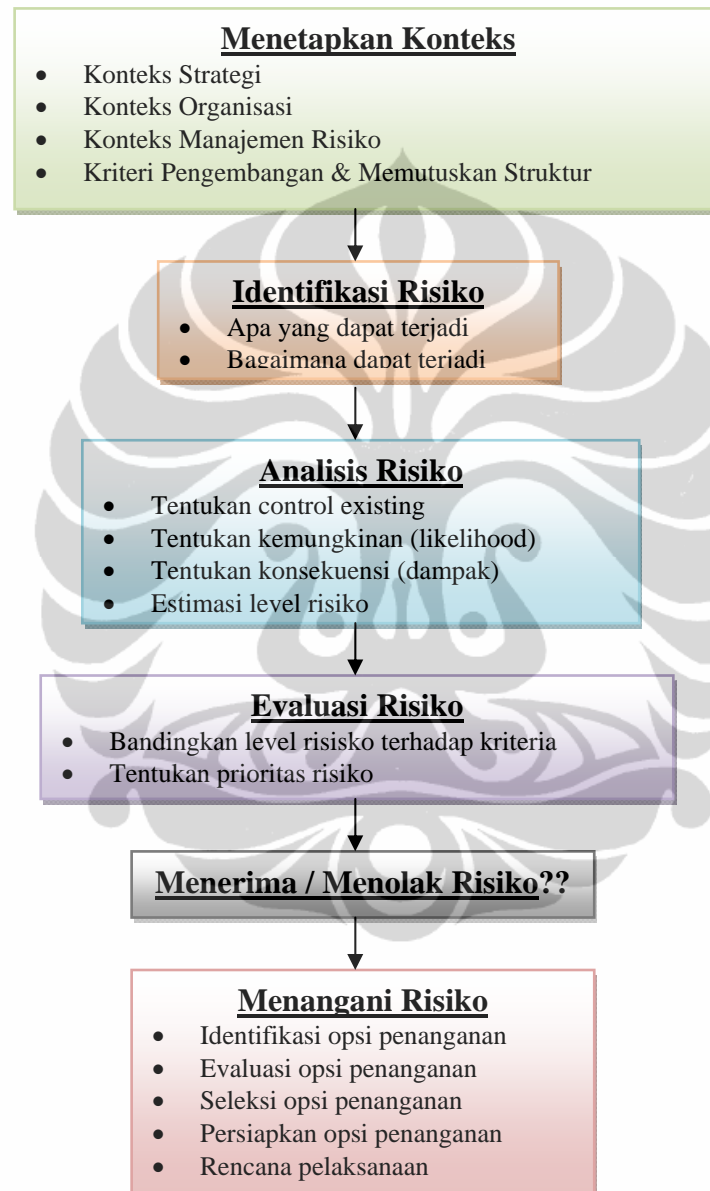 Menetapkan Konteks
• Konteks Strategi
• Konteks Organisasi
• Konteks Manajemen Risiko
• Kriteri Pengembangan & Memutuskan Struktur
Identifikasi Risiko
• Apa yang dapat terjadi
• Bagaimana dapat terjadi
Analisis Risiko
• Tentukan control existing
• Tentukan kemungkinan (likelihood)
• Tentukan konsekuensi (dampak)
• Estimasi level risiko
Evaluasi Risiko
• Bandingkan level risisko terhadap kriteria
• Tentukan prioritas risiko
Menerima / Menolak Risiko??
Menangani Risiko
• Identifikasi opsi penanganan
• Evaluasi opsi penanganan
• Seleksi opsi penanganan
• Persiapkan opsi penanganan
• Rencana pelaksanaan